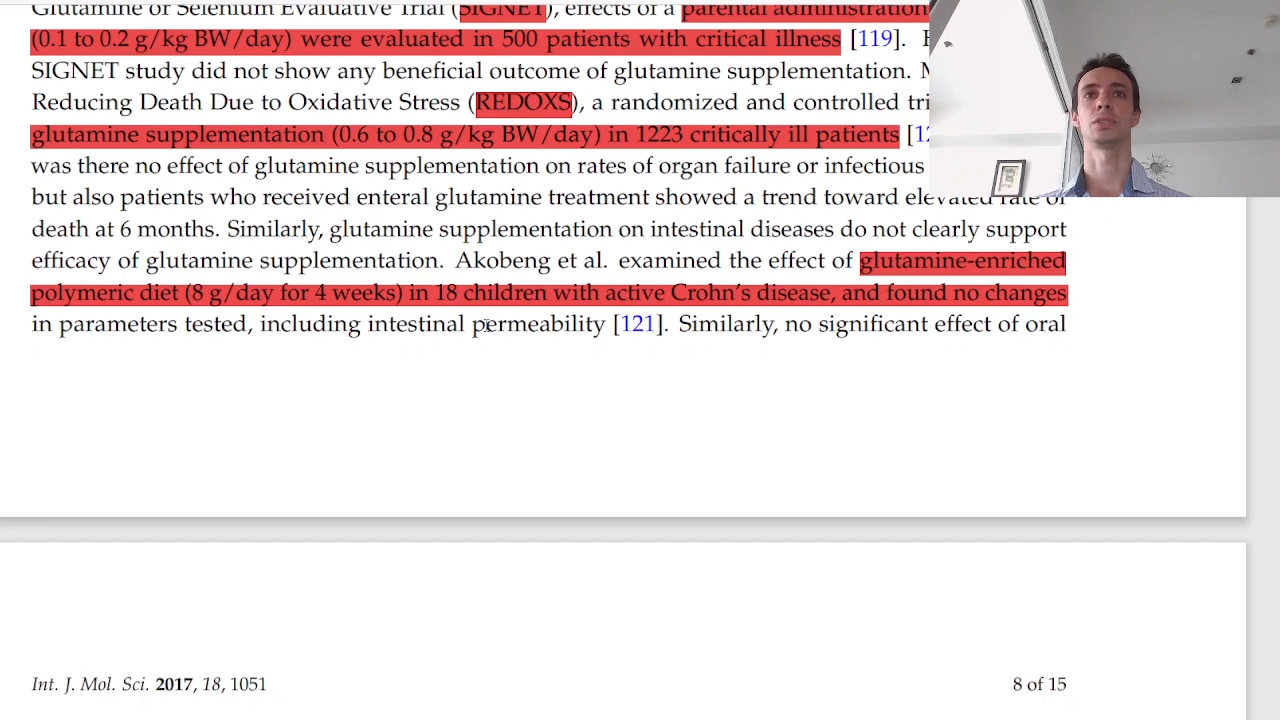 Glutamine or Selenium Evaluative Trial (SIGNET), effects of a parental administration
(0.1 to 0.2 g/kg BW/day) were evaluated in 500 patients with critical illness [119].
SIGNET study did not show any beneficial outcome of glutamine supplementation.
Reducing Death Due to Oxidative Stress (REDOXS), a randomized and controlled
glutamine supplementation (0.6 to 0.8 g/kg BW/day) in 1223 critically ill patients
was there no effect of glutamine supplementation on rates of organ failure or infectious
but also patients who received enteral glutamine treatment showed a trend toward elevated rate of
death at 6 months. Similarly, glutamine supplementation on intestinal diseases do not clearly support
efficacy of glutamine supplementation. Akobeng et al. examined the effect of glutamine-enriched
polymeric diet (8 g/day for 4 weeks) in 18 children with active Crohn's disease, and found no changes
in parameters tested, including intestinal permeability [121]. Similarly, no significant effect of oral
Int. J. Mol. Sci. 2017, 18, 1051
8 of 15